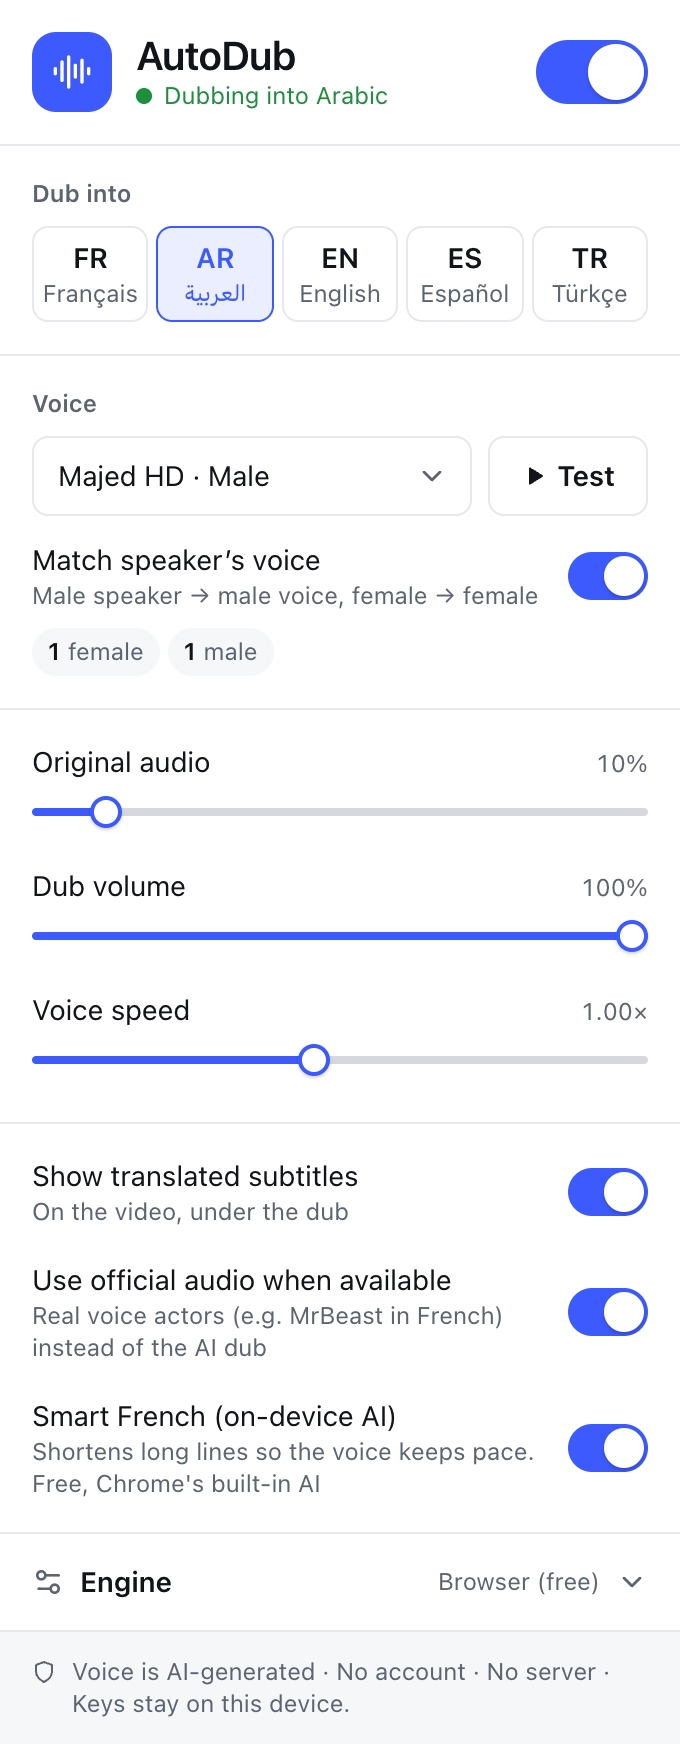 AutoDub
Dubbing into Arabic
Dub into
FR
Français
AR
العربية
EN
English
ES
Español
TR
Türkçe
Voice
Majed HD · Male
Test
Match speaker’s voice
Male speaker → male voice, female → female
1 female
1 male
Original audio
10%
Dub volume
100%
Voice speed
1.00×
Show translated subtitles
On the video, under the dub
Use official audio when available
Real voice actors (e.g. MrBeast in French)
instead of the AI dub
Smart French (on-device AI)
Shortens long lines so the voice keeps pace.
Free, Chrome's built-in AI
Engine
Browser (free)
Voice is AI-generated · No account · No server ·
Keys stay on this device.